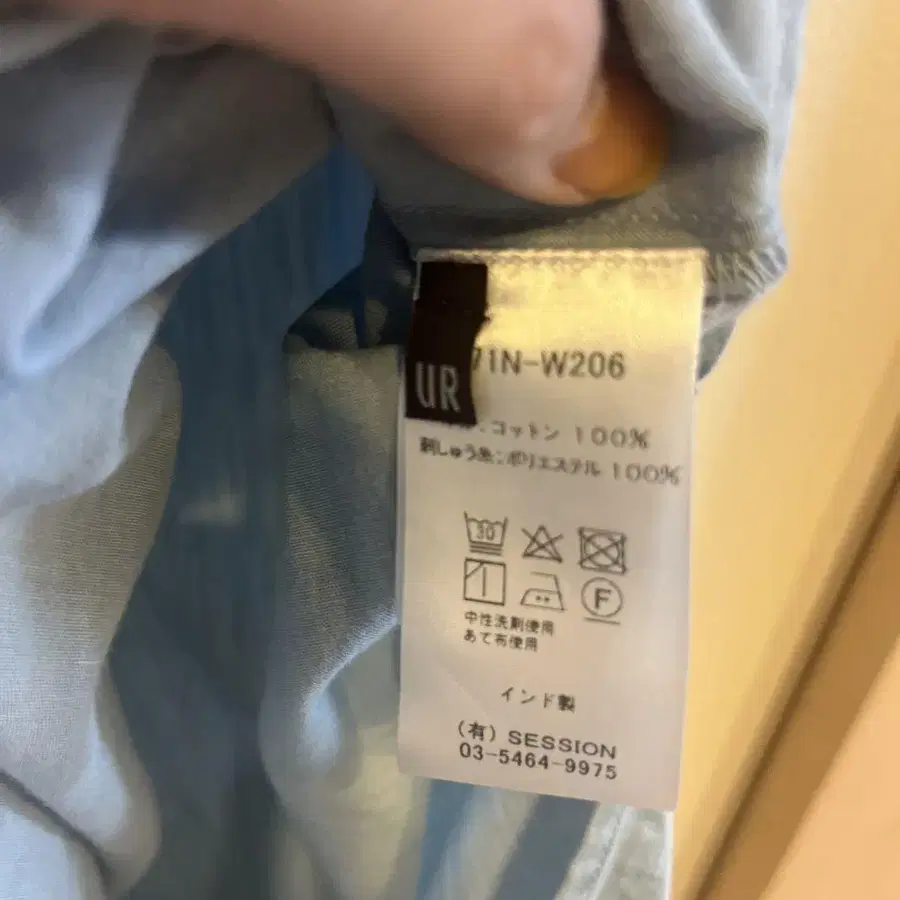 71N-W206
UR
コットン 100%
刺しゅう糸:ポリエステル 100%
30
F
中性洗剤使用
あて布使用
インド製
(有) SESSION
03-5464-9975